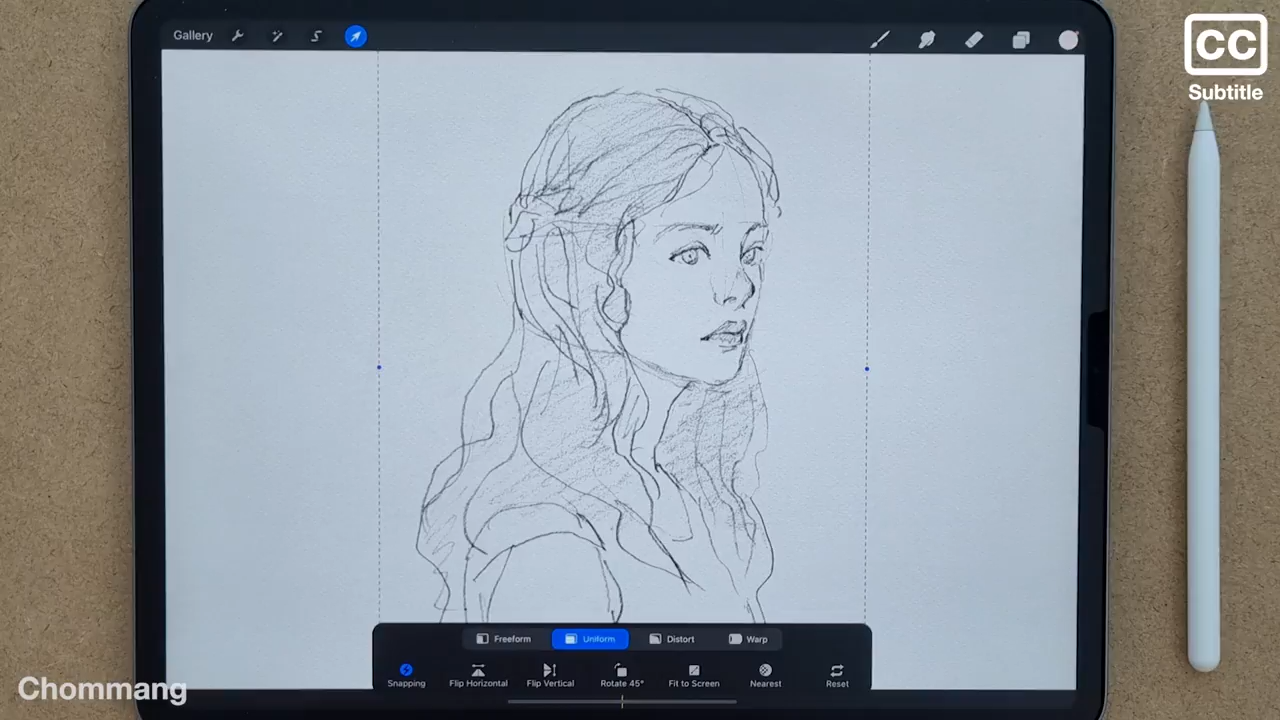 Gallery
CC
Subtitle
Freeform
Uniform
Distort
Warp
Snapping
Flip Horizontal
Flip Vertical
Rotate 45°
Fit to Screen
Nearest
Reset
Chommang